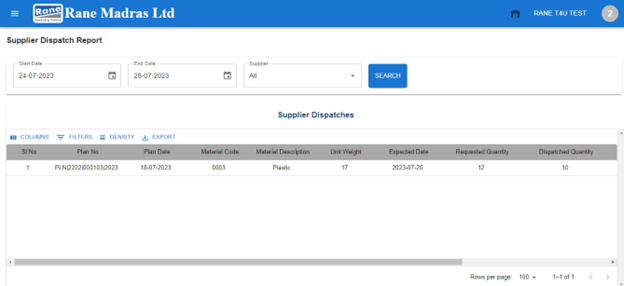 Rane Rane Madras Ltd RANE T4U TEST 2
Supplier Dispatch Report
Start Date End Date Supplier
24-07-2023 28-07-2023 All SEARCH
Supplier Dispatches
COLUMNS FILTERS DENSITY EXPORT
Sl No Plan No Plan Date Material Code Material Description Unit Weight Expected Date Requested Quantity Dispatched Quantity
1 PLN|2222|000103|2023 18-07-2023 0003 Plastic 17 2023-07-20 12 10
Rows per page: 100 1–1 of 1